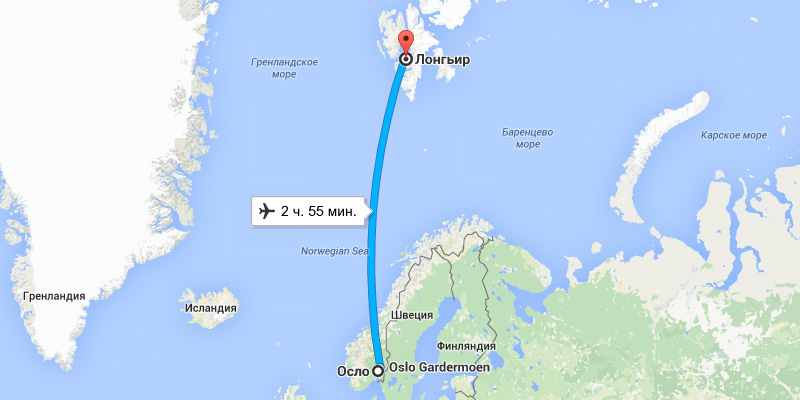 Лонгьир
Гренландское
море
Баренцево
море
Карское море
2 ч. 55 мин.
Norwegian Sea
Гренландия
Исландия
Швеция
Финляндия
Осло
Oslo Gardermoen